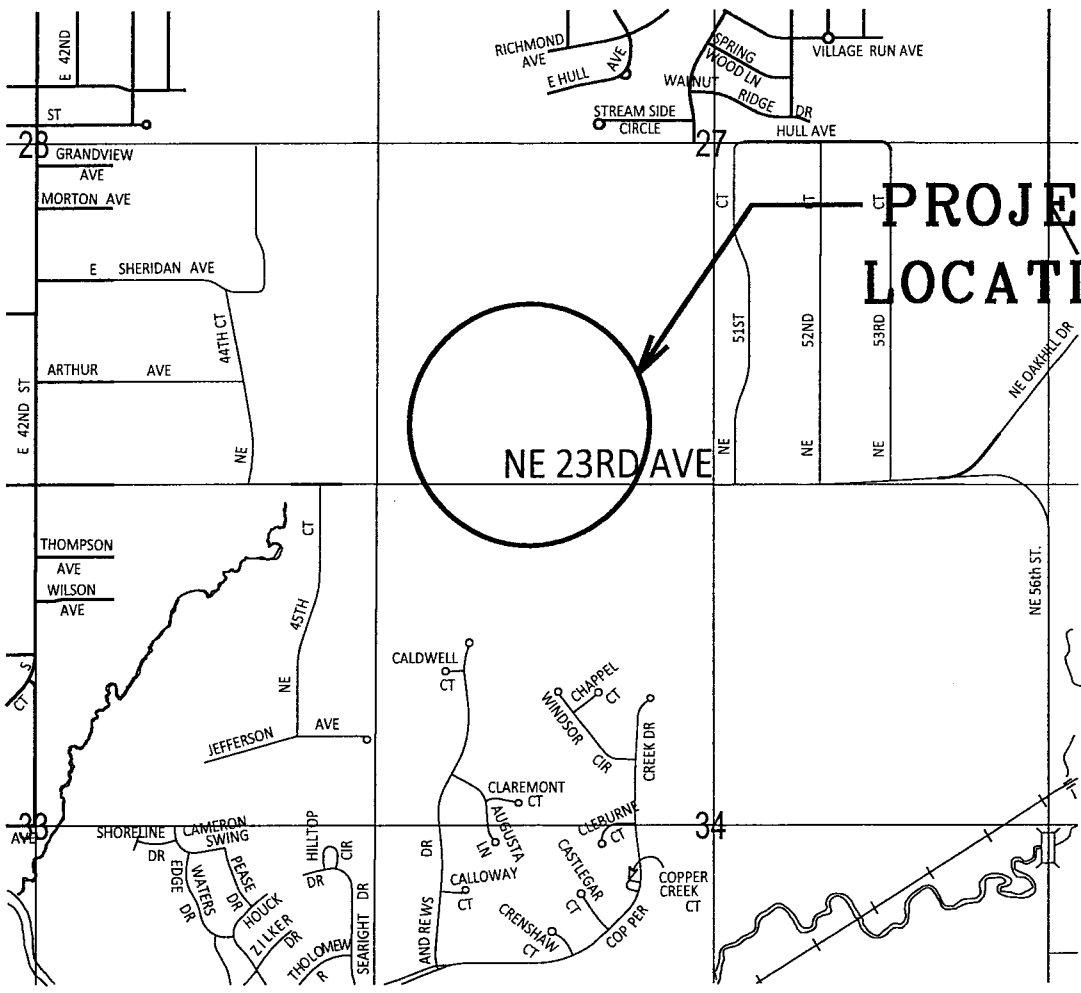 E 42ND
RICHMOND
AVE
E HULL
AVE
SPRING
WOOD LN
VILLAGE RUN AVE
WALNUT
RIDGE
DR
ST
STREAM SIDE
CIRCLE
HULL AVE
27
GRANDVIEW
AVE
MORTON AVE
CT
CT
CT
PROJE
LOCATI
E SHERIDAN AVE
44TH CT
51ST
52ND
53RD
NE OAKHILL DR
ARTHUR AVE
E 42ND ST
NE
NE 23RD AVE
NE
NE
NE
CT
THOMPSON
AVE
WILSON
AVE
NE 56th ST.
45TH
CALDWELL
CT
CHAPPEL
CT
WINDSOR
CIR
S
CT
NE
JEFFERSON
AVE
CREEK DR
CLAREMONT
CT
AUGUSTA
LN
CLEBURNE
CT
34
AVE
SHORELINE
DR
CAMERON
SWING
HILLTOP
CIR
DR
DR
EDGE
WATERS
DR
PEASE
DR
HOUCK
ZILKER
DR
CALLOWAY
CT
CASTLEGAR
CT
COPPER
CREEK
CT
CRENSHAW
CT
COPPER
ANDREWS
SEARIGHT DR
THOLOMEW
R